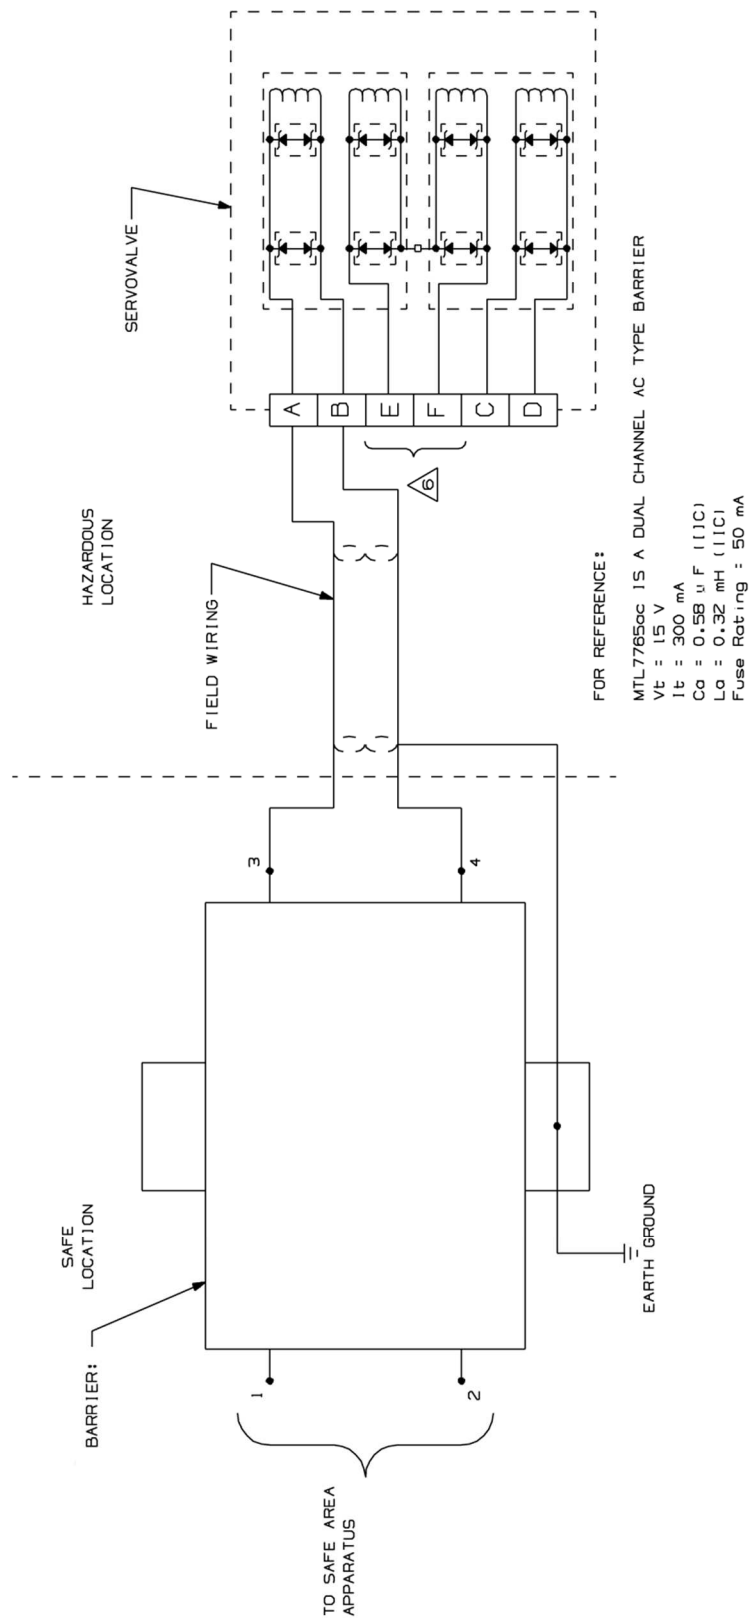 SAFE
LOCATION
HAZARDOUS
LOCATION
BARRIER:
FIELD WIRING
SERVOVALVE
TO SAFE AREA
APPARATUS
1
2
3
4
A
B
E
F
C
D
6
EARTH GROUND
FOR REFERENCE:
MTL7765ac IS A DUAL CHANNEL AC TYPE BARRIER
Vt = 15 V
It = 300 mA
Ca = 0.58 u F (IIC)
La = 0.32 mH (IIC)
Fuse Rating = 50 mA